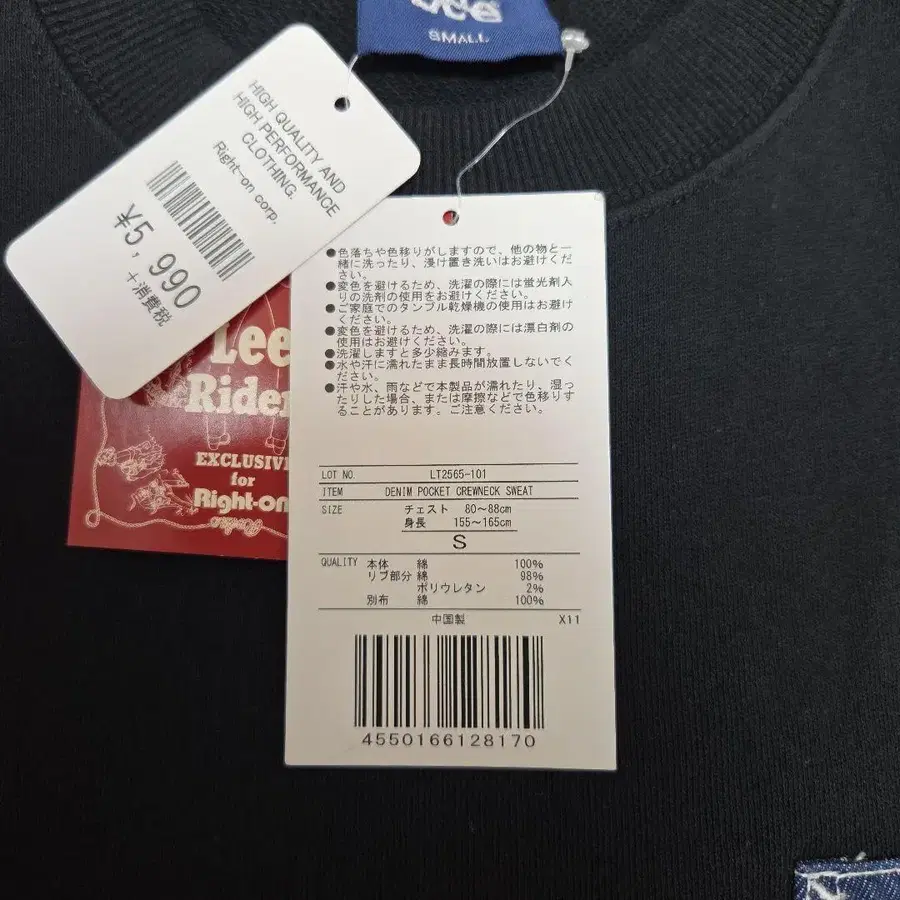 SMALL
HIGH QUALITY AND
HIGH PERFORMANCE
CLOTHING.
Right-on corp.
¥5,990
+消費税
Lee
Rider
EXCLUSIVE
for
Right-on
●色落ちや色移りがしますので、他の物と一
緒に洗ったり、浸け置き洗いはお避けくだ
さい。
●変色を避けるため、洗濯の際には蛍光剤入
りの洗剤の使用をお避けください。
●ご家庭でのタンブル乾燥機の使用はお避け
ください。
●変色を避けるため、洗濯の際には漂白剤の
使用はお避けください。
●洗濯しますと多少縮みます。
●水や汗に濡れたまま長時間放置しないでく
ださい。
●汗や水、雨などで本製品が濡れたり、湿っ
たりした場合、または摩擦などで色移りす
ることがあります。ご注意ください。
LOT NO. LT2565-101
ITEM DENIM POCKET CREWNECK SWEAT
SIZE チェスト 80～88cm
身長 155～165cm
S
QUALITY 本体 綿 100%
リブ部分 綿 98%
ポリウレタン 2%
別布 綿 100%
中国製 X11
4550166128170